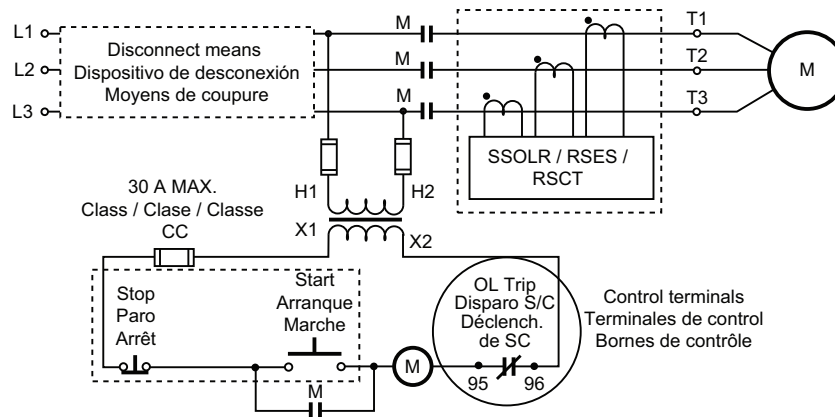 L1
L2
L3
Disconnect means
Dispositivo de desconexión
Moyens de coupure
M
M
M
T1
T2
T3
M
SSOLR / RSES /
RSCT
30 A MAX.
Class / Clase / Classe
CC
H1
H2
X1
X2
Stop
Paro
Arrêt
Start
Arranque
Marche
M
M
OL Trip
Disparo S/C
Déclench.
de SC
95
96
Control terminals
Terminales de control
Bornes de contrôle